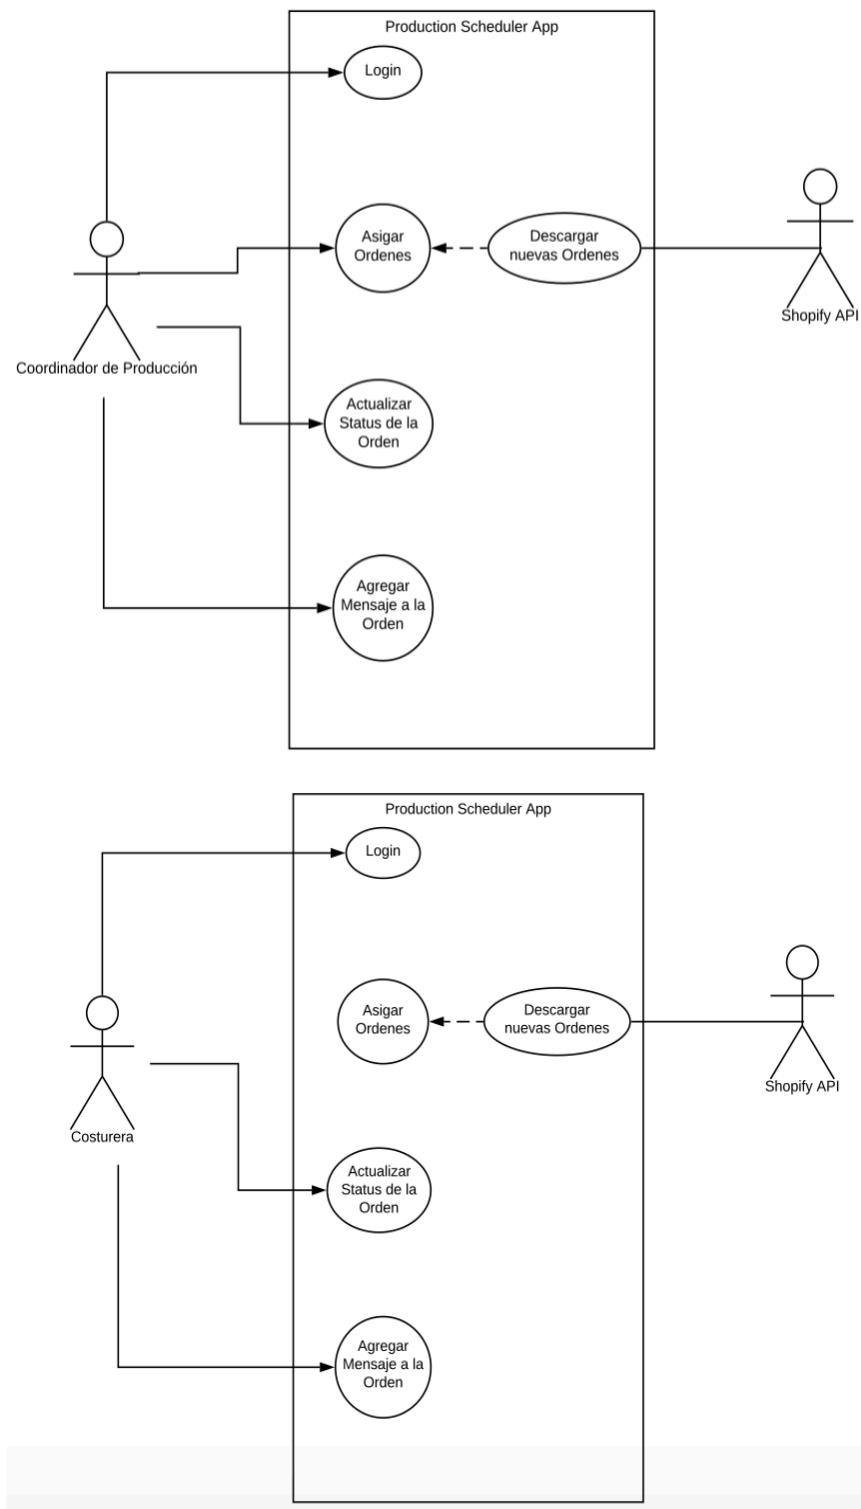 Production Scheduler App
Login
Asigar
Ordenes
Descargar
nuevas Ordenes
Shopify API
Coordinador de Producción
Actualizar
Status de la
Orden
Agregar
Mensaje a la
Orden
Production Scheduler App
Login
Asigar
Ordenes
Descargar
nuevas Ordenes
Shopify API
Costurera
Actualizar
Status de la
Orden
Agregar
Mensaje a la
Orden